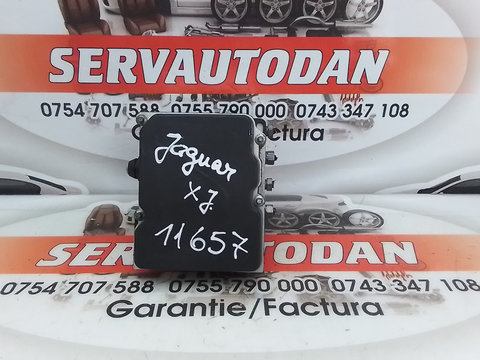 SERVAUTODAN
0754 707 588 0755 790 000 0743 347 108
Garantie/Factura
Jaguar
XJ.
11657
SERVAUTODAN
0754 707 588 0755 790 000 0743 347 108
Garantie/Factura